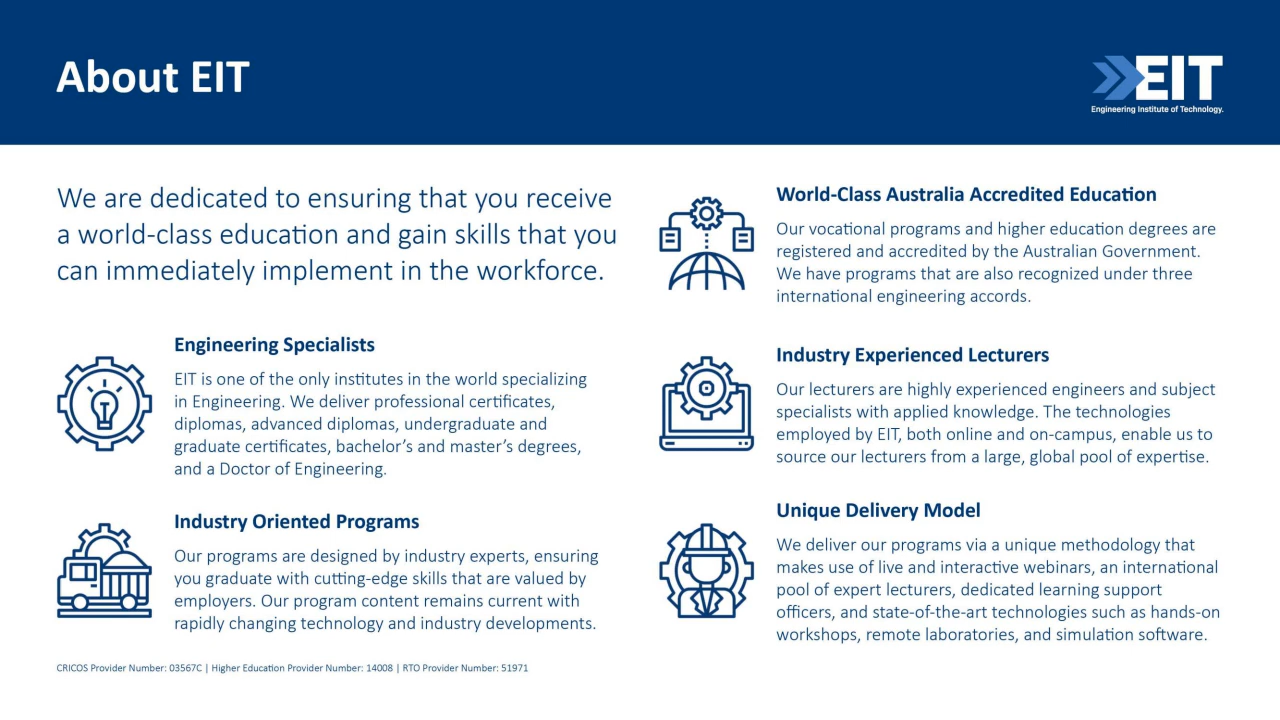 About EIT
EIT
Engineering Institute of Technology.
We are dedicated to ensuring that you receive
a world-class education and gain skills that you
can immediately implement in the workforce.
Engineering Specialists
EIT is one of the only institutes in the world specializing
in Engineering. We deliver professional certificates,
diplomas, advanced diplomas, undergraduate and
graduate certificates, bachelor’s and master’s degrees,
and a Doctor of Engineering.
Industry Oriented Programs
Our programs are designed by industry experts, ensuring
you graduate with cutting-edge skills that are valued by
employers. Our program content remains current with
rapidly changing technology and industry developments.
World-Class Australia Accredited Education
Our vocational programs and higher education degrees are
registered and accredited by the Australian Government.
We have programs that are also recognized under three
international engineering accords.
Industry Experienced Lecturers
Our lecturers are highly experienced engineers and subject
specialists with applied knowledge. The technologies
employed by EIT, both online and on-campus, enable us to
source our lecturers from a large, global pool of expertise.
Unique Delivery Model
We deliver our programs via a unique methodology that
makes use of live and interactive webinars, an international
pool of expert lecturers, dedicated learning support
officers, and state-of-the-art technologies such as hands-on
workshops, remote laboratories, and simulation software.
CRICOS Provider Number: 03567C | Higher Education Provider Number: 14008 | RTO Provider Number: 51971